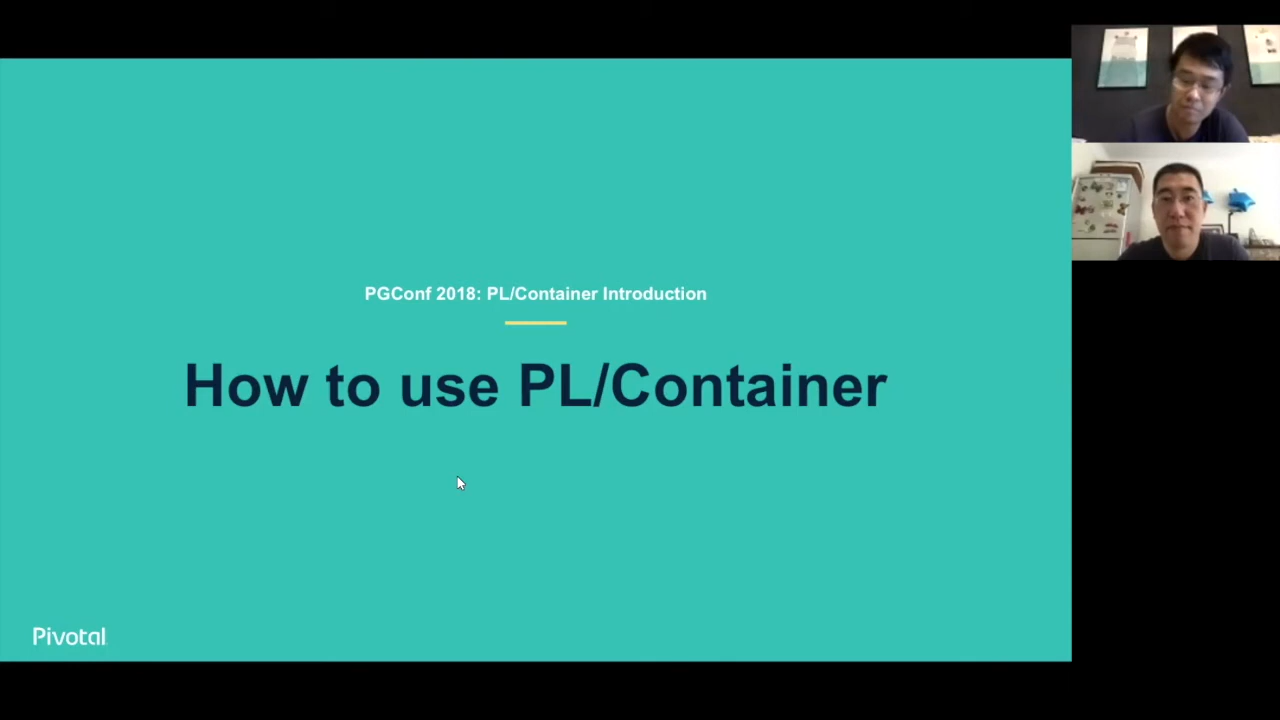 PGConf 2018: PL/Container Introduction
How to use PL/Container
Pivotal